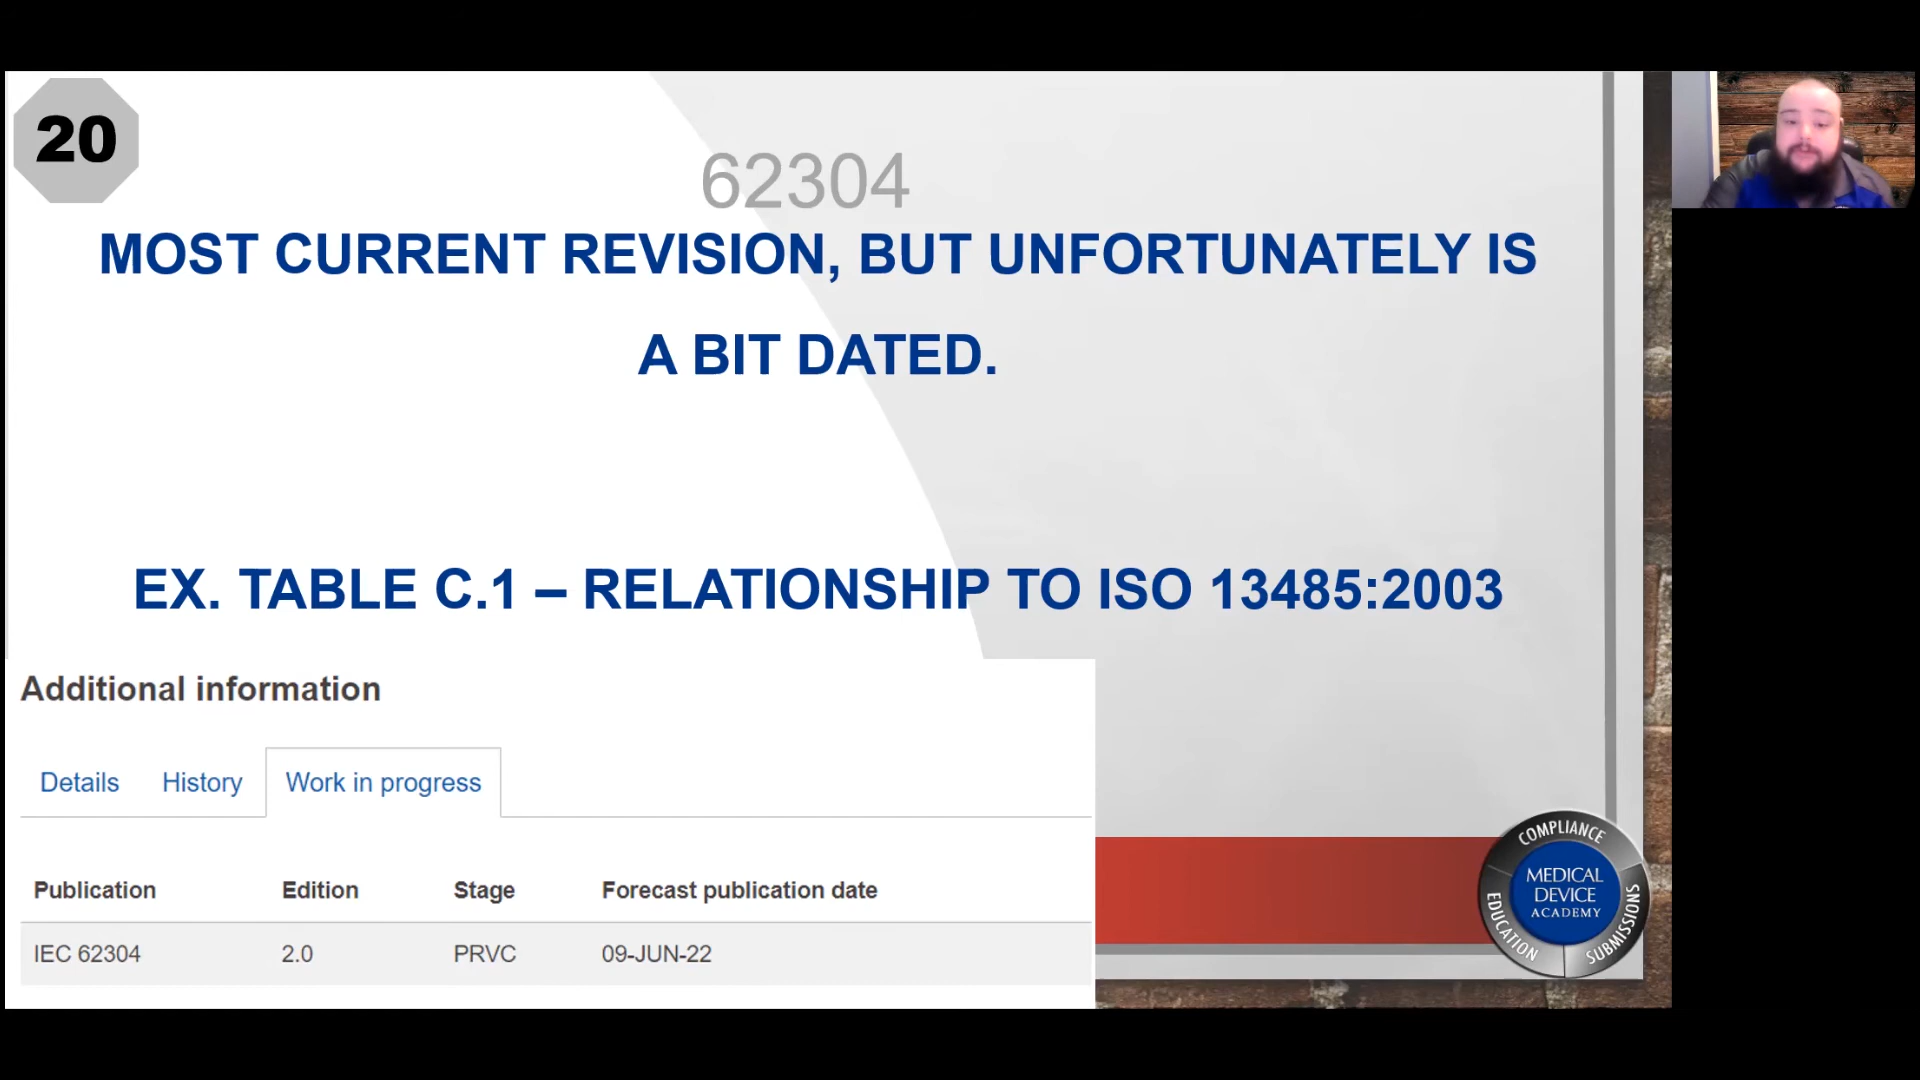 20
62304
MOST CURRENT REVISION, BUT UNFORTUNATELY IS
A BIT DATED.
EX. TABLE C.1 – RELATIONSHIP TO ISO 13485:2003
Additional information
Details History Work in progress
Publication Edition Stage Forecast publication date
IEC 62304 2.0 PRVC 09-JUN-22
COMPLIANCE
MEDICAL
DEVICE
ACADEMY
EDUCATION
SUBMISSIONS